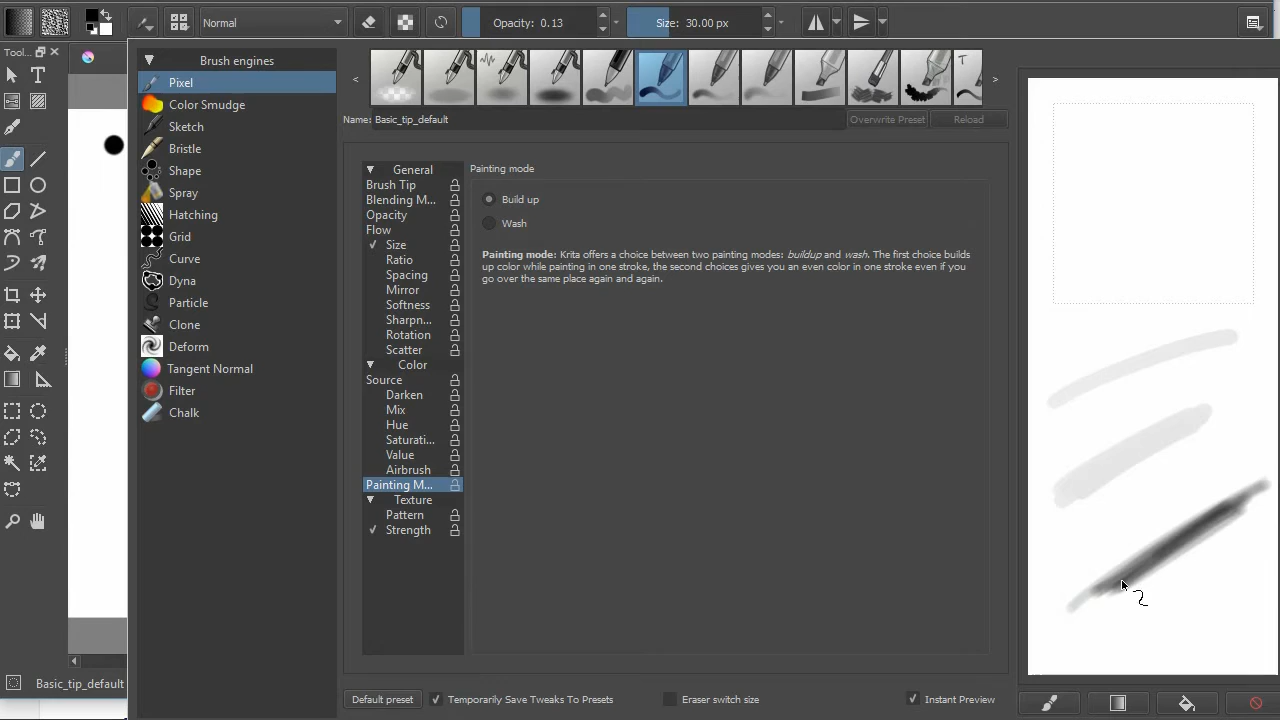 Normal
Opacity: 0.13
Size: 30.00 px
Tool...
Brush engines
Pixel
Color Smudge
Sketch
Bristle
Shape
Spray
Hatching
Grid
Curve
Dyna
Particle
Clone
Deform
Tangent Normal
Filter
Chalk
<
T
>
Name: Basic_tip_default
Overwrite Preset
Reload
General
Brush Tip
Blending M...
Opacity
Flow
Size
Ratio
Spacing
Mirror
Softness
Sharpn...
Rotation
Scatter
Color
Source
Darken
Mix
Hue
Saturati...
Value
Airbrush
Painting M...
Texture
Pattern
Strength
Painting mode
Build up
Wash
Painting mode: Krita offers a choice between two painting modes: buildup and wash. The first choice builds
up color while painting in one stroke, the second choices gives you an even color in one stroke even if you
go over the same place again and again.
Basic_tip_default
Default preset
Temporarily Save Tweaks To Presets
Eraser switch size
Instant Preview